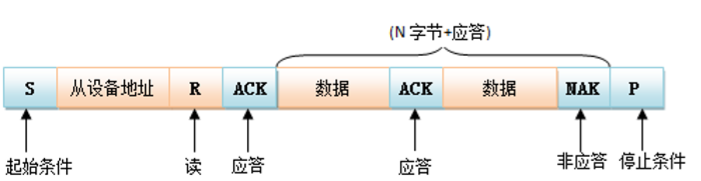 (N 字节+应答)
S 从设备地址 R ACK 数据 ACK 数据 NAK P
起始条件 读 应答 应答 非应答 停止条件